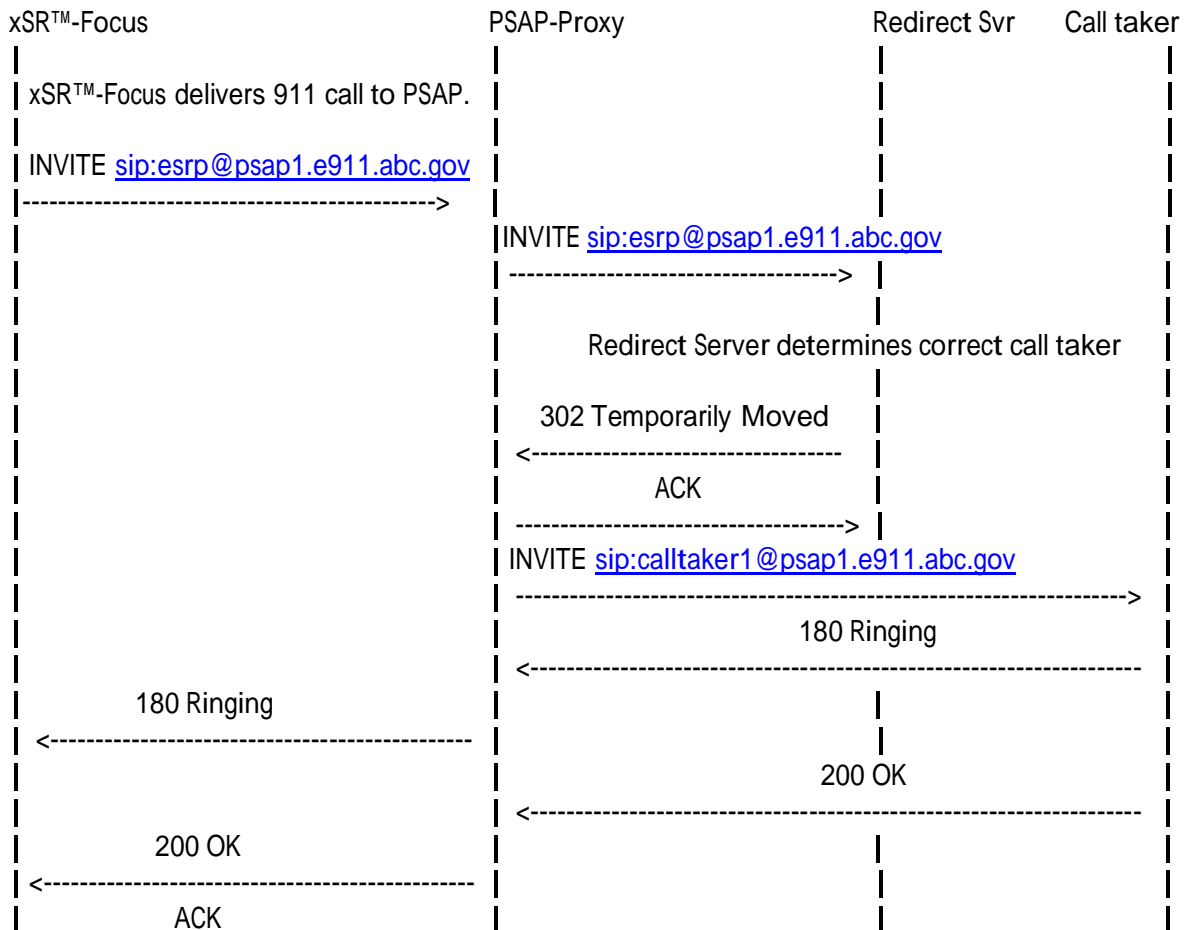 xSR™-Focus PSAP-Proxy Redirect Svr Call taker
xSR™-Focus delivers 911 call to PSAP.
INVITE sip:esrp@psap1.e911.abc.gov
INVITE sip:esrp@psap1.e911.abc.gov
Redirect Server determines correct call taker
302 Temporarily Moved
ACK
INVITE sip:calltaker1@psap1.e911.abc.gov
180 Ringing
180 Ringing
200 OK
200 OK
ACK